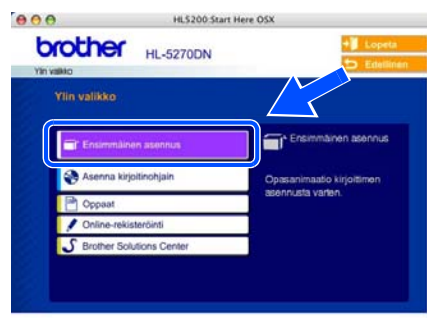 HL5200:Start Here OSX
brother HL-5270DN
Lopeta
Edellinen
Ylin valikko
Ylin valikko
Ensimmäinen asennus
Asenna kirjoitinohjain
Oppaat
Online-rekisteröinti
Brother Solutions Center
Ensimmäinen asennus
Opasanimaatio kirjoittimen
asennusta varten.